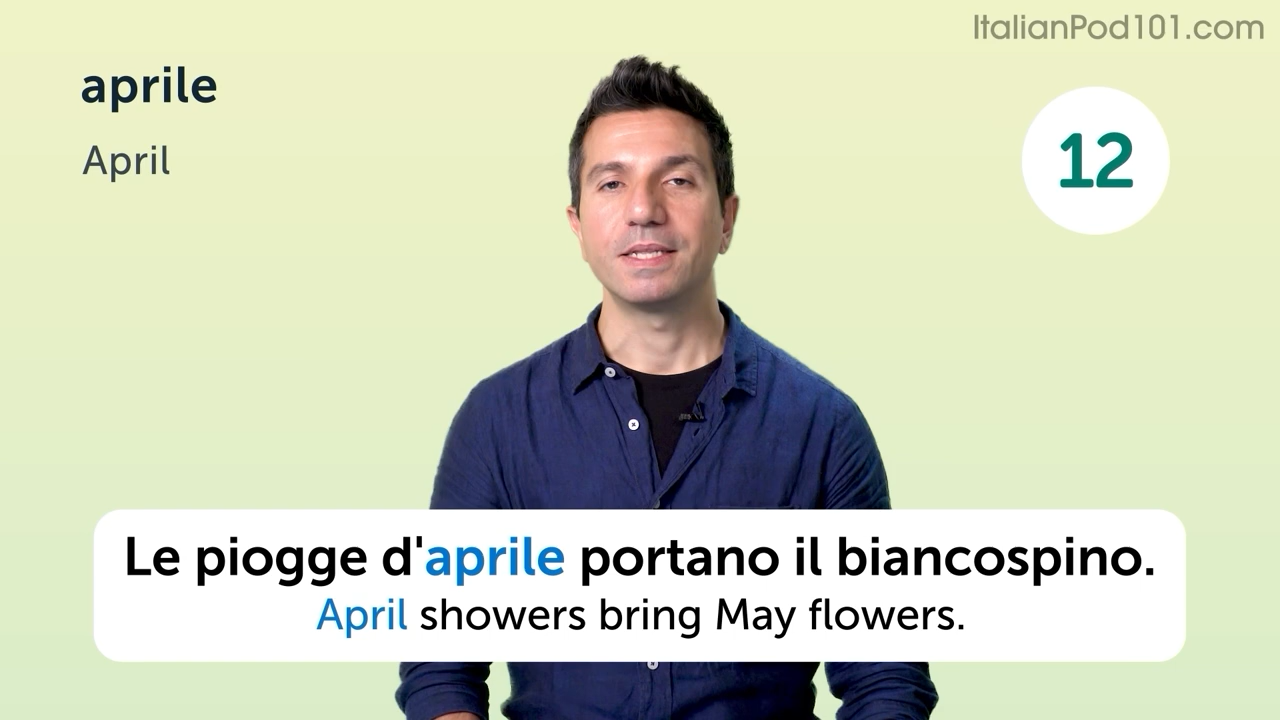 ItalianPod101.com
aprile
April
12
Le piogge d'aprile portano il biancospino.
April showers bring May flowers.